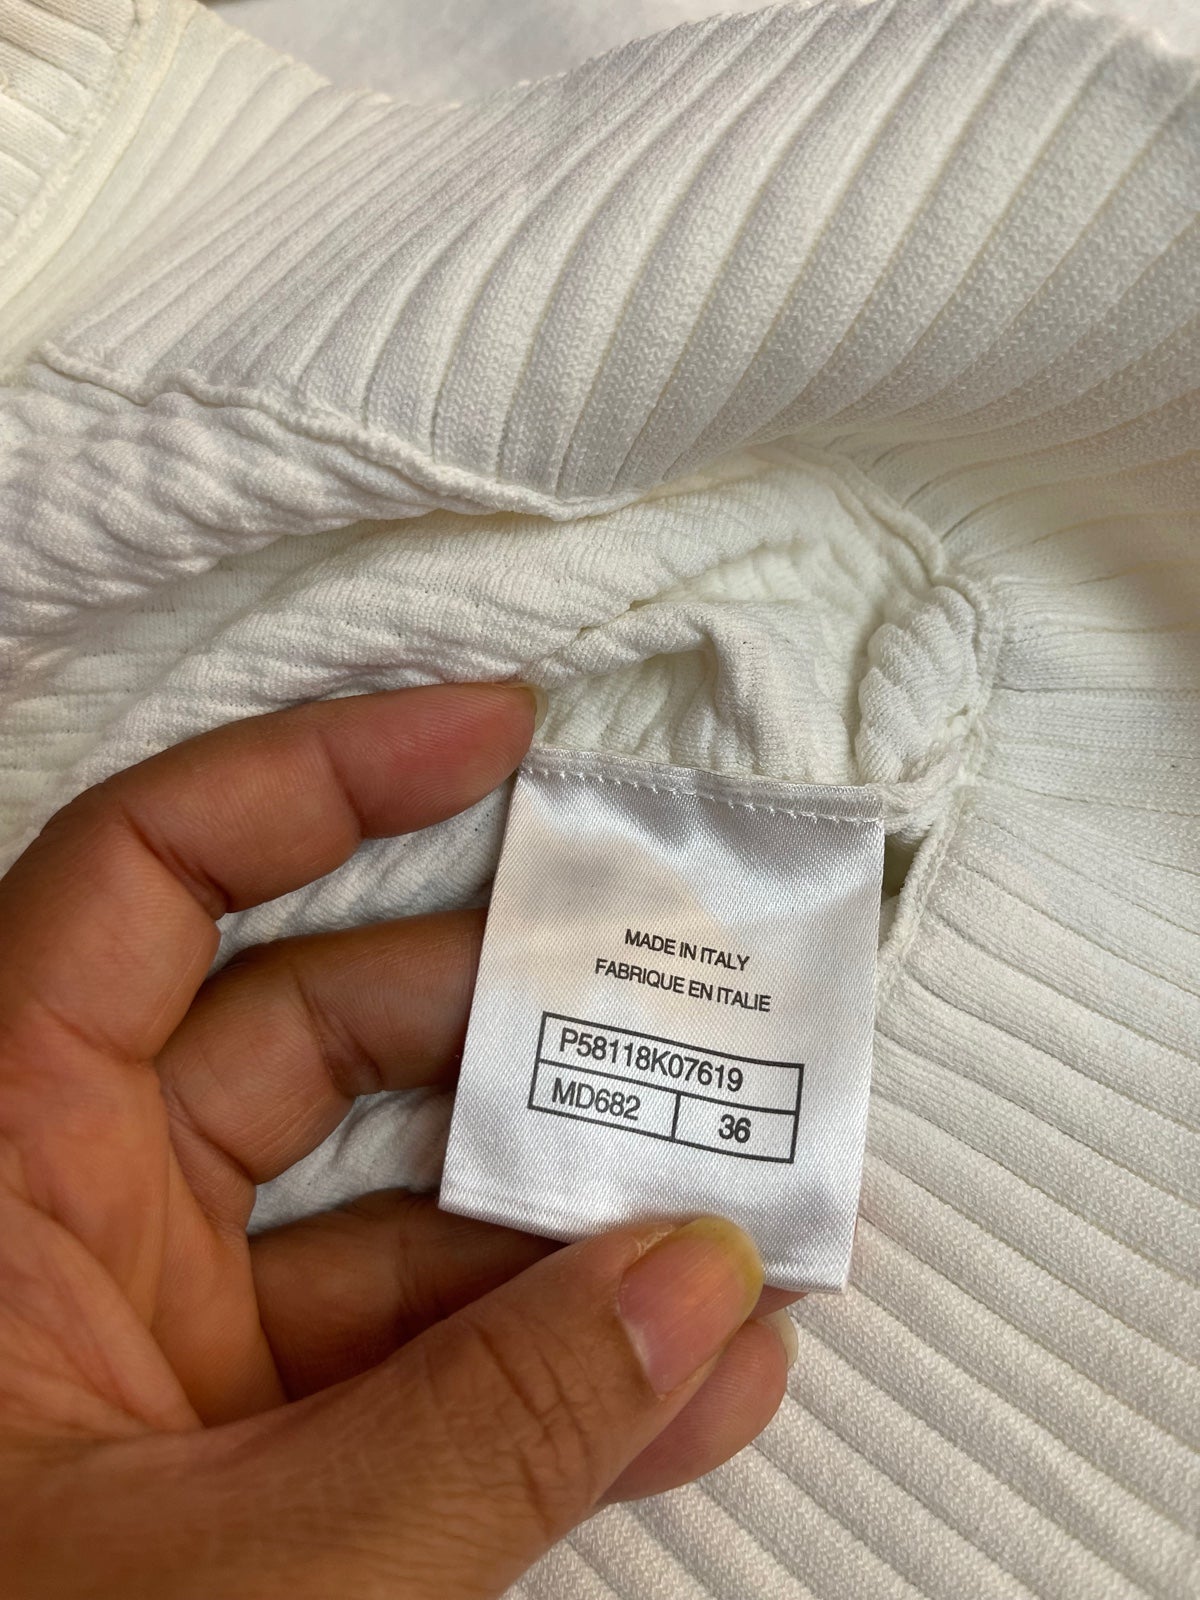 MADE IN ITALY
FABRIQUE EN ITALIE
P58118K07619
MD682 36